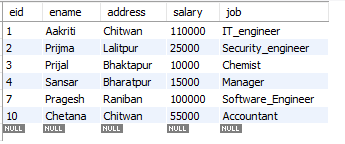 eid ename address salary job
1 Aakriti Chitwan 110000 IT_engineer
2 Prijma Lalitpur 25000 Security_engineer
3 Prijal Bhaktapur 10000 Chemist
4 Sansar Bharatpur 15000 Manager
7 Pragesh Raniban 100000 Software_Engineer
10 Chetana Chitwan 55000 Accountant
NULL NULL NULL NULL NULL